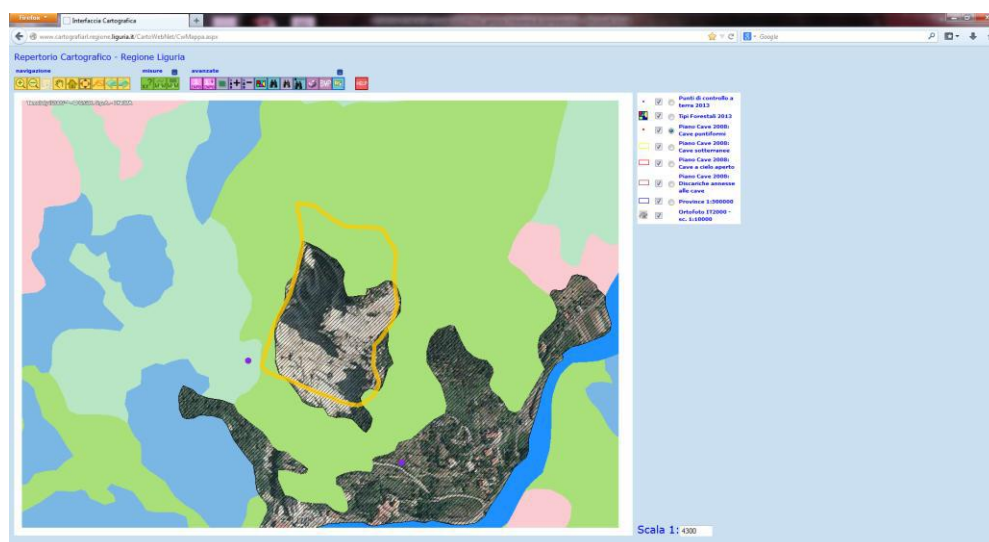 Firefox
Interfaccia Cartografica
www.cartografiarl.regione.liguria.it/CartoWebNet/CwMappa.aspx
Google
Repertorio Cartografico - Regione Liguria
navigazione
misure
avanzate
HELP
Punti di controllo a
terra 2013
Tipi Forestali 2013
Piano Cave 2008:
Cave puntiformi
Piano Cave 2008:
Cave sotterranee
Piano Cave 2008:
Cave a cielo aperto
Piano Cave 2008:
Discariche annesse
alle cave
Province 1:300000
Ortofoto IT2000 -
sc. 1:10000
Scala 1: 4300